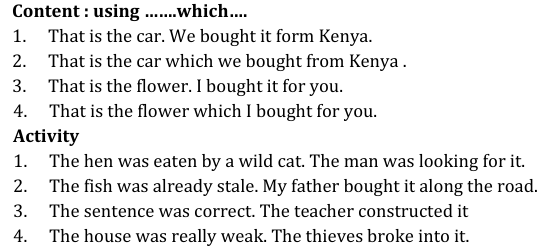 Content : using .......which....
1. That is the car. We bought it form Kenya.
2. That is the car which we bought from Kenya .
3. That is the flower. I bought it for you.
4. That is the flower which I bought for you.
Activity
1. The hen was eaten by a wild cat. The man was looking for it.
2. The fish was already stale. My father bought it along the road.
3. The sentence was correct. The teacher constructed it
4. The house was really weak. The thieves broke into it.